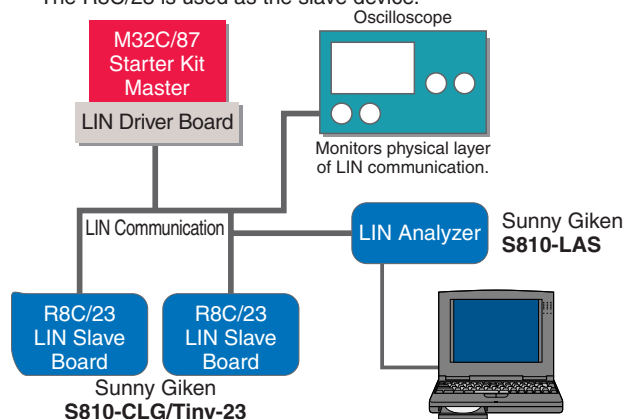 The R8C/23 is used as the slave device.
Oscilloscope
M32C/87
Starter Kit
Master
LIN Driver Board
Monitors physical layer
of LIN communication.
LIN Communication
LIN Analyzer
Sunny Giken
S810-LAS
R8C/23
LIN Slave
Board
R8C/23
LIN Slave
Board
Sunny Giken
S810-CLG/Tiny-23